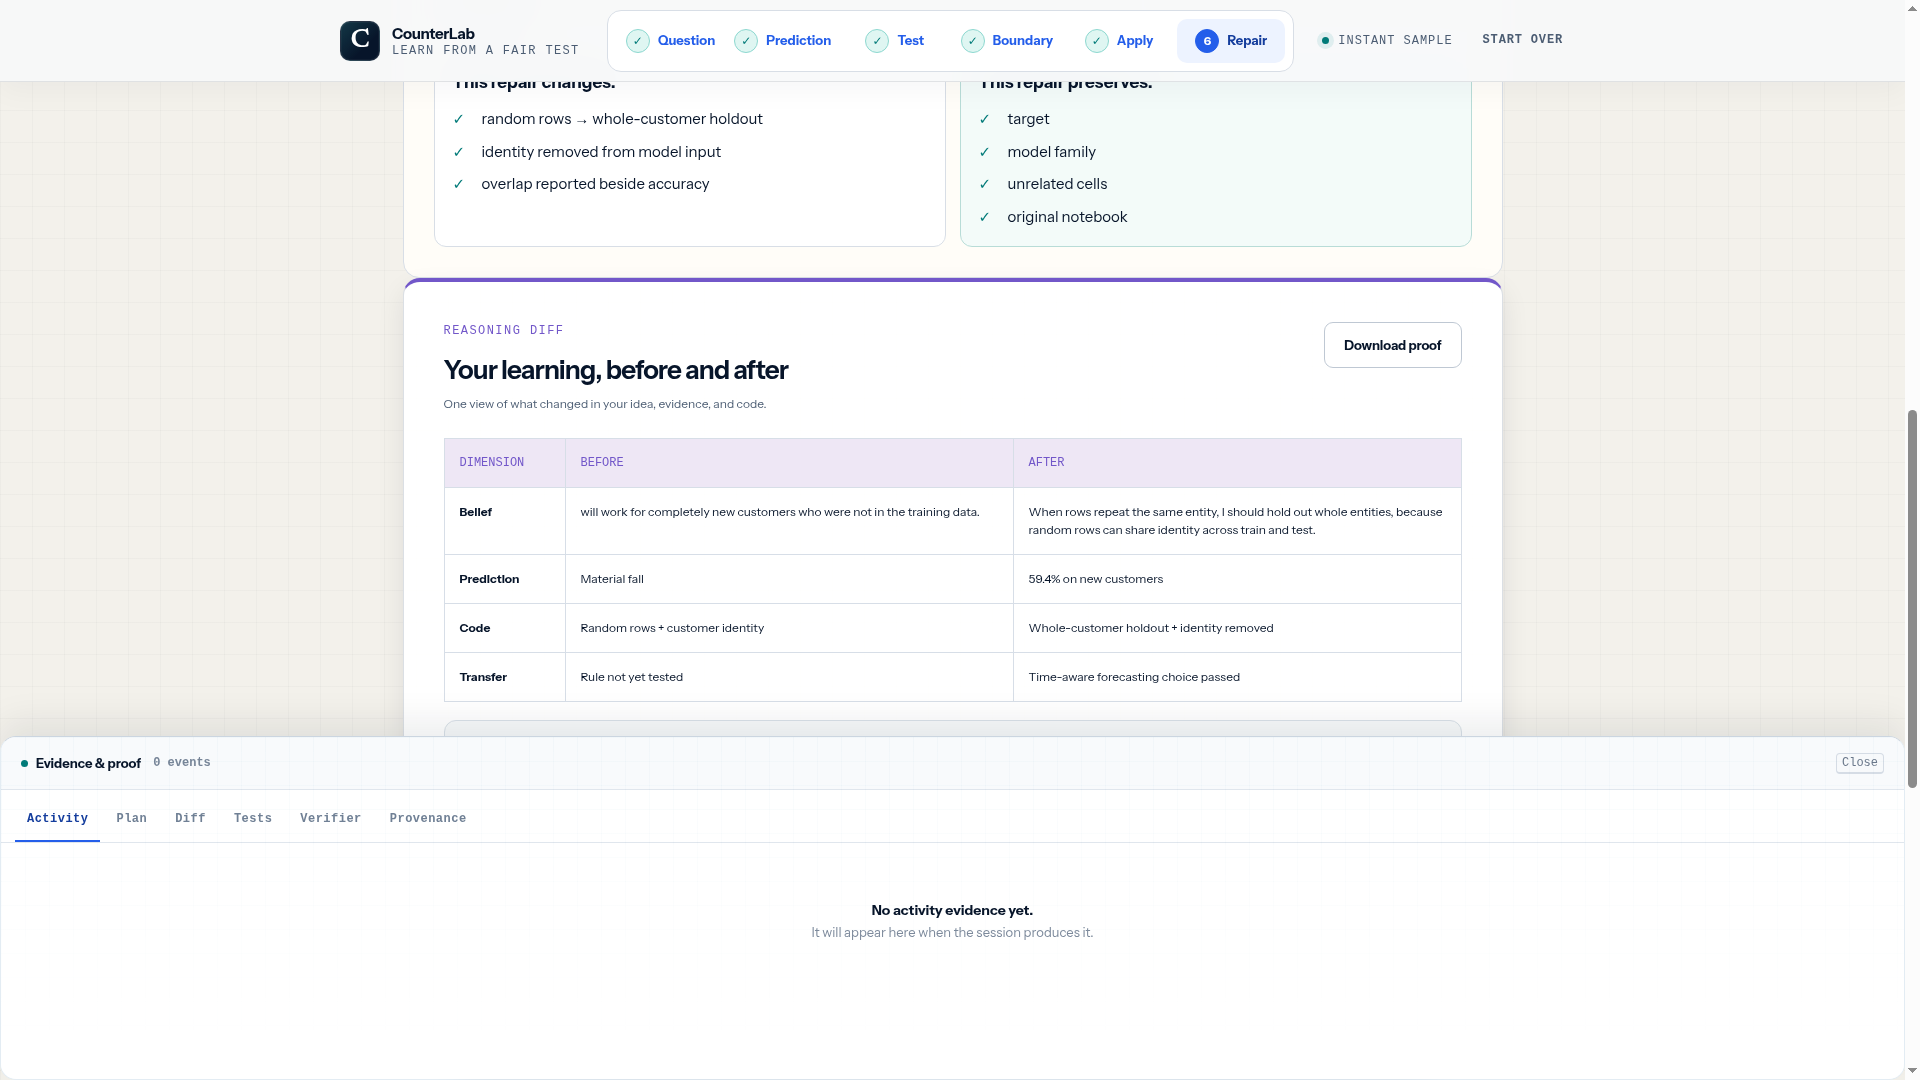 C
CounterLab
LEARN FROM A FAIR TEST
✓ Question
✓ Prediction
✓ Test
✓ Boundary
✓ Apply
6 Repair
INSTANT SAMPLE
START OVER
This repair changes:
✓ random rows → whole-customer holdout
✓ identity removed from model input
✓ overlap reported beside accuracy
This repair preserves:
✓ target
✓ model family
✓ unrelated cells
✓ original notebook
REASONING DIFF
Your learning, before and after
One view of what changed in your idea, evidence, and code.
Download proof
DIMENSION BEFORE AFTER
Belief
will work for completely new customers who were not in the training data.
When rows repeat the same entity, I should hold out whole entities, because
random rows can share identity across train and test.
Prediction Material fall 59.4% on new customers
Code Random rows + customer identity Whole-customer holdout + identity removed
Transfer Rule not yet tested Time-aware forecasting choice passed
Evidence & proof 0 events
Close
Activity Plan Diff Tests Verifier Provenance
No activity evidence yet.
It will appear here when the session produces it.